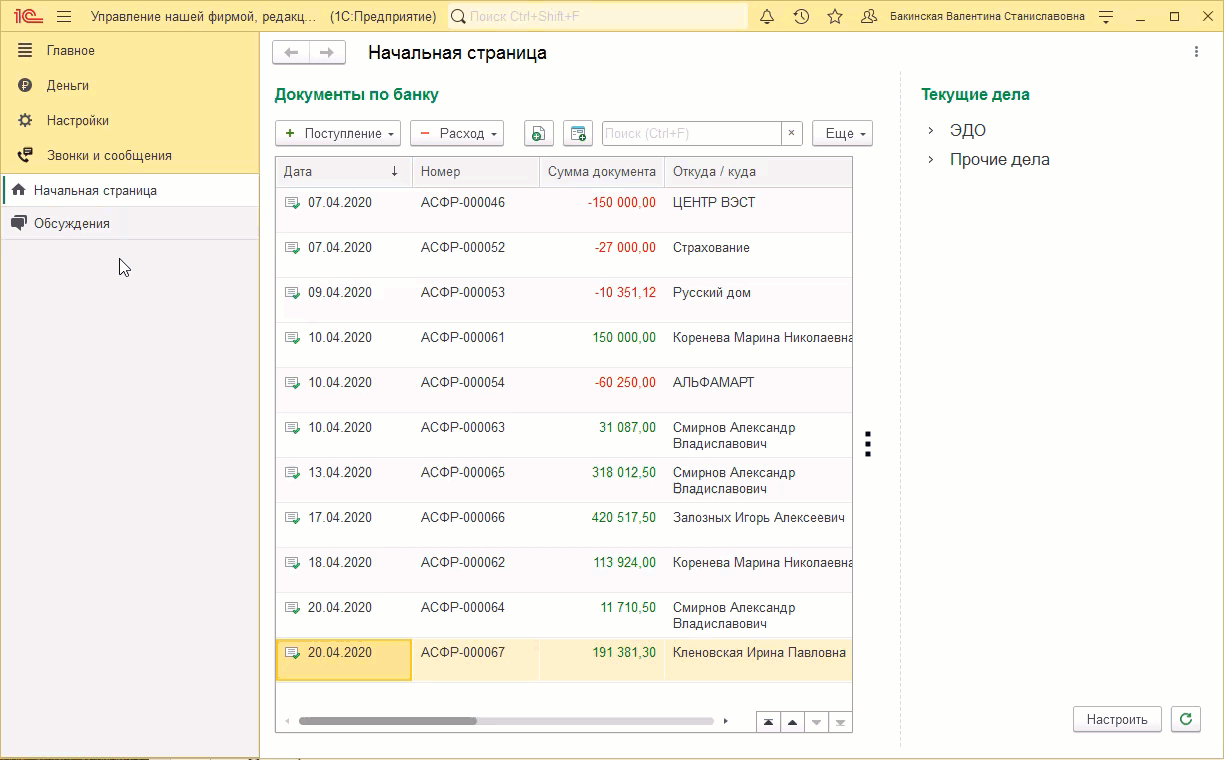 1С Управление нашей фирмой, редакц... (1С:Предприятие) Поиск Ctrl+Shift+F Бакинская Валентина Станиславовна
Главное
Деньги
Настройки
Звонки и сообщения
Начальная страница
Обсуждения
Начальная страница
Документы по банку
Поступление Расход Поиск (Ctrl+F) × Еще
Дата ↓ Номер Сумма документа Откуда / куда
07.04.2020 АСФР-000046 -150 000,00 ЦЕНТР ВЭСТ
07.04.2020 АСФР-000052 -27 000,00 Страхование
09.04.2020 АСФР-000053 -10 351,12 Русский дом
10.04.2020 АСФР-000061 150 000,00 Коренева Марина Николаевна
10.04.2020 АСФР-000054 -60 250,00 АЛЬФАМАРТ
10.04.2020 АСФР-000063 31 087,00 Смирнов Александр
Владиславович
13.04.2020 АСФР-000065 318 012,50 Смирнов Александр
Владиславович
17.04.2020 АСФР-000066 420 517,50 Залозных Игорь Алексеевич
18.04.2020 АСФР-000062 113 924,00 Коренева Марина Николаевна
20.04.2020 АСФР-000064 11 710,50 Смирнов Александр
Владиславович
20.04.2020 АСФР-000067 191 381,30 Кленовская Ирина Павловна
Текущие дела
ЭДО
Прочие дела
Настроить